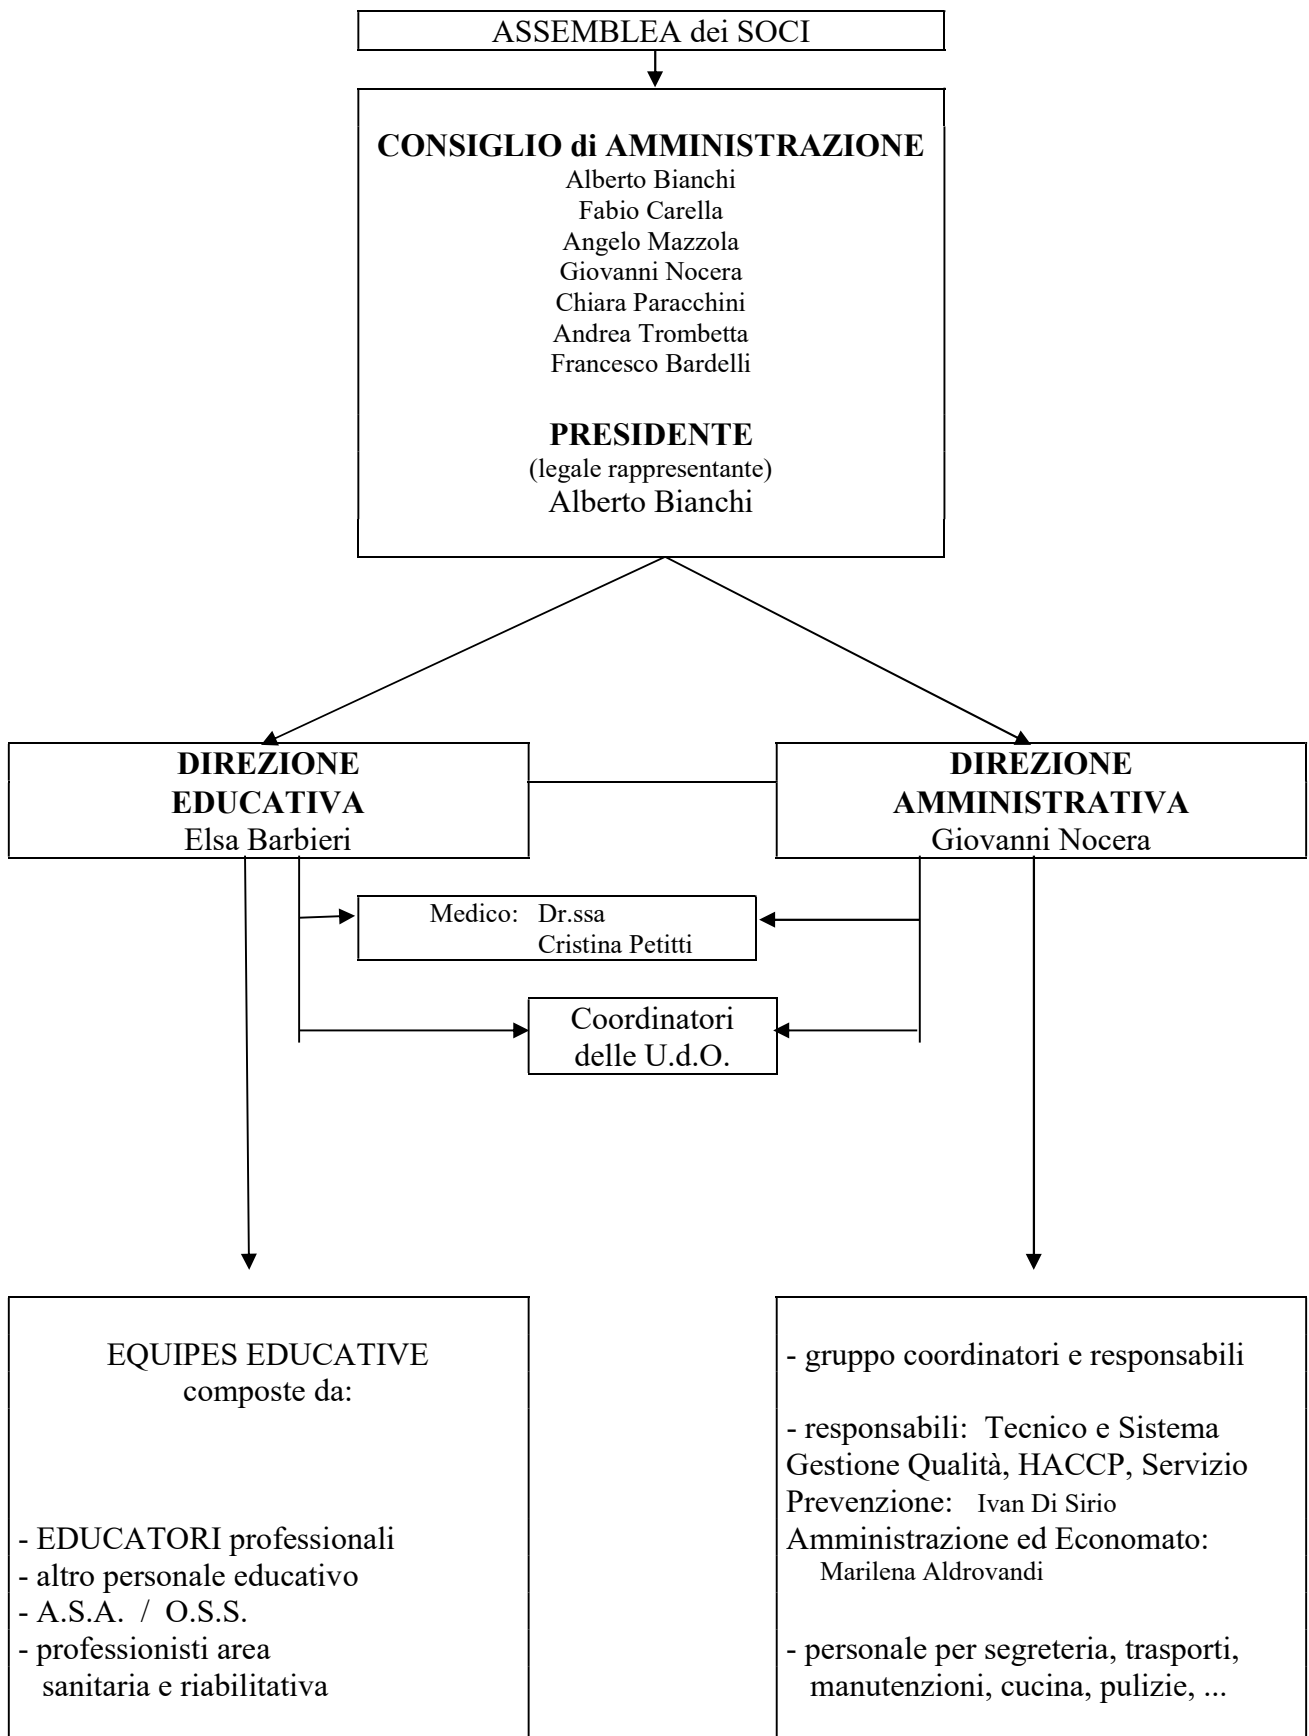 ASSEMBLEA dei SOCI
CONSIGLIO di AMMINISTRAZIONE
Alberto Bianchi
Fabio Carella
Angelo Mazzola
Giovanni Nocera
Chiara Paracchini
Andrea Trombetta
Francesco Bardelli
PRESIDENTE
(legale rappresentante)
Alberto Bianchi
DIREZIONE
EDUCATIVA
Elsa Barbieri
DIREZIONE
AMMINISTRATIVA
Giovanni Nocera
Medico: Dr.ssa
Cristina Petitti
Coordinatori
delle U.d.O.
EQUIPES EDUCATIVE
composte da:
- EDUCATORI professionali
- altro personale educativo
- A.S.A. / O.S.S.
- professionisti area
sanitaria e riabilitativa
- gruppo coordinatori e responsabili
- responsabili: Tecnico e Sistema
Gestione Qualità, HACCP, Servizio
Prevenzione: Ivan Di Sirio
Amministrazione ed Economato:
Marilena Aldrovandi
- personale per segreteria, trasporti,
manutenzioni, cucina, pulizie, ...